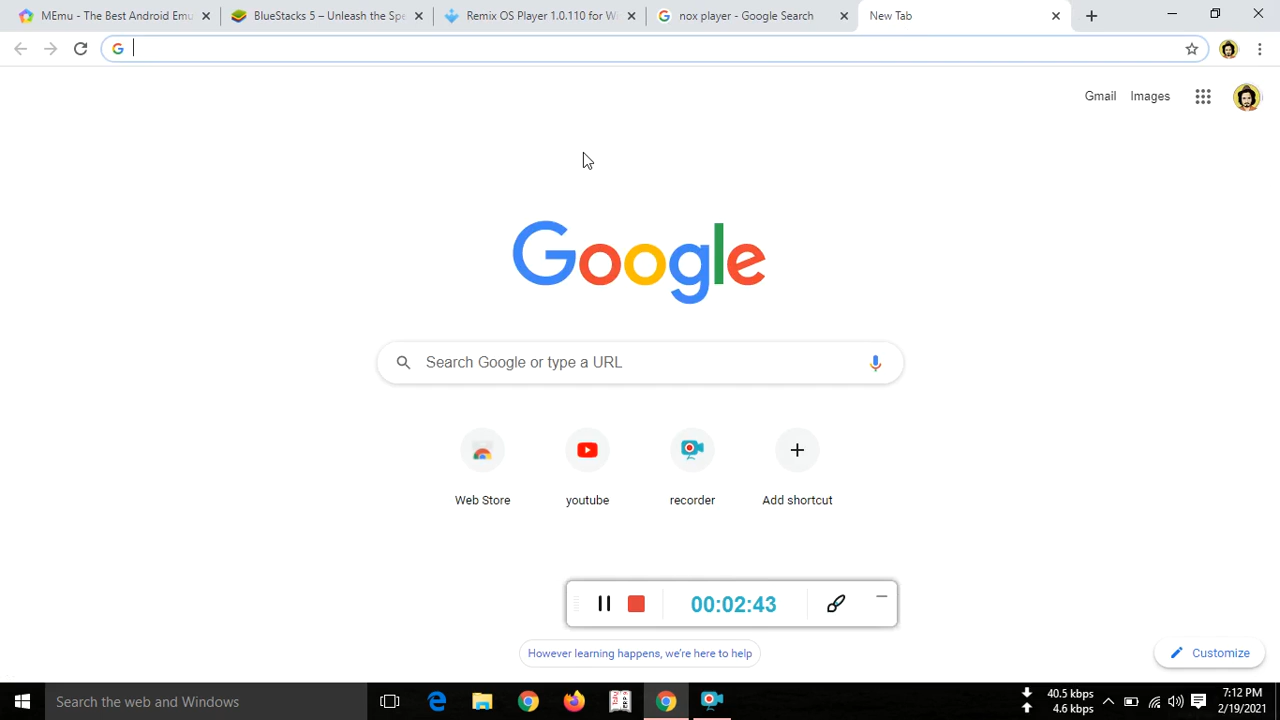 MEmu - The Best Android Emu
BlueStacks 5 – Unleash the
Remix OS Player 1.0.110 for
nox player - Google Search
New Tab
Gmail
Images
Google
Search Google or type a URL
Web Store
youtube
recorder
Add shortcut
00:02:43
However learning happens, we're here to help
Customize
Search the web and Windows
40.5 kbps
4.6 kbps
7:12 PM
2/19/2021